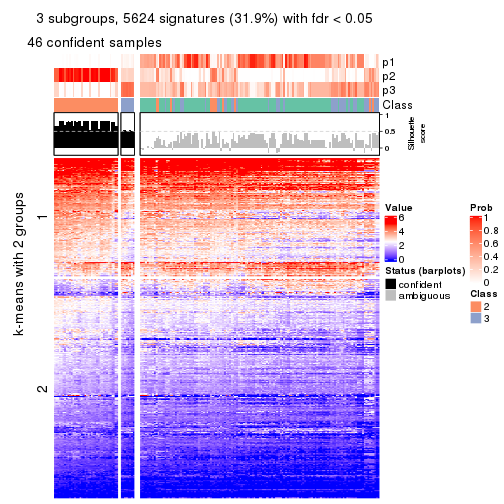 3 subgroups, 5624 signatures (31.9%) with fdr < 0.05
46 confident samples
p1
p2
p3
Class
1
0.5
0
Silhouette
score
k-means with 2 groups
1
2
Value
6
4
2
0
Status (barplots)
confident
ambiguous
Prob
1
0.8
0.6
0.4
0.2
0
Class
2
3